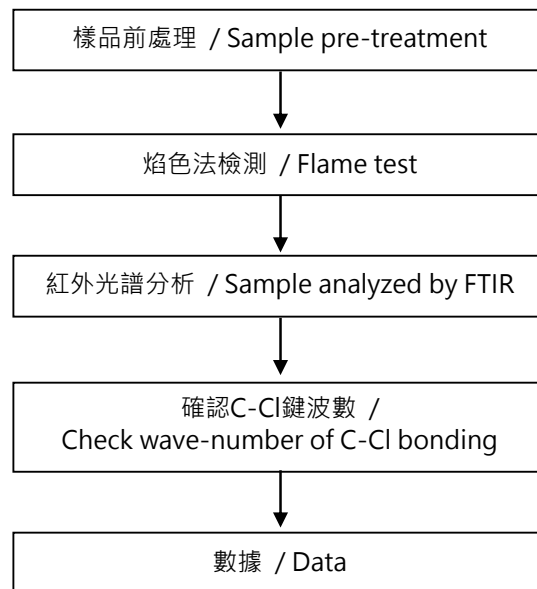 樣品前處理 / Sample pre-treatment
焰色法檢測 / Flame test
紅外光譜分析 / Sample analyzed by FTIR
確認C-Cl鍵波數 /
Check wave-number of C-Cl bonding
數據 / Data